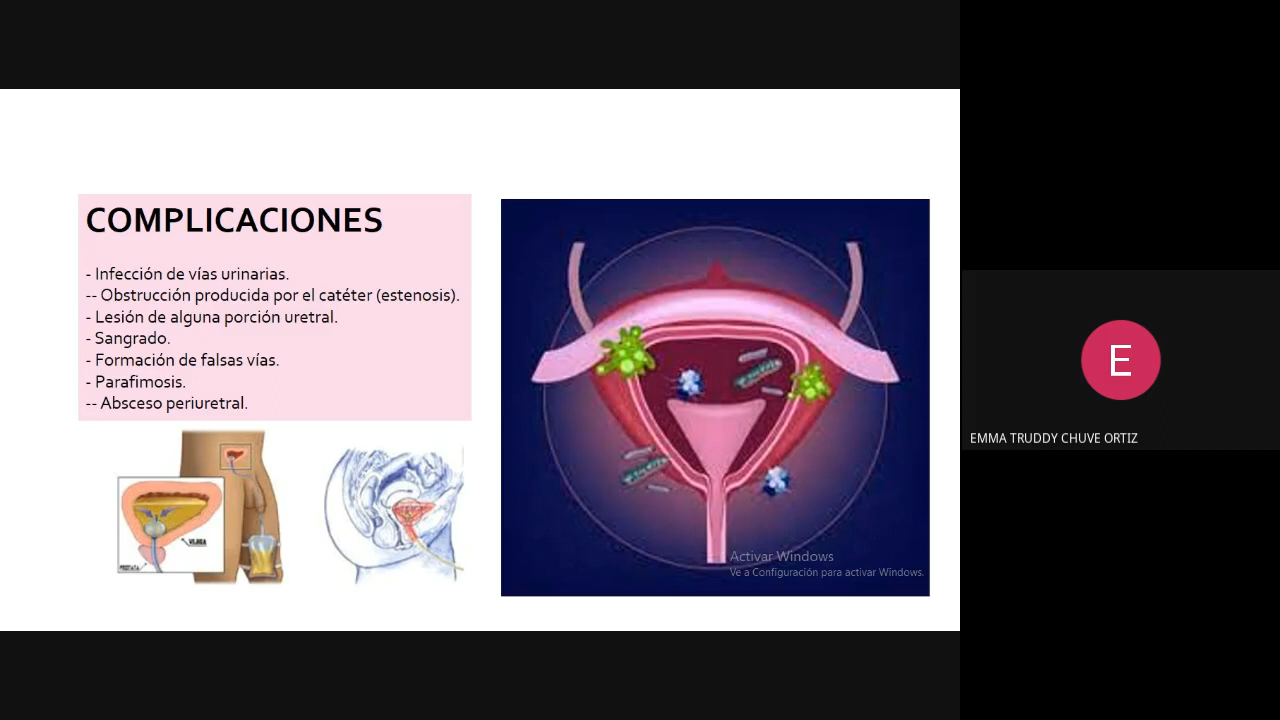 COMPLICACIONES
- Infección de vías urinarias.
-- Obstrucción producida por el catéter (estenosis).
- Lesión de alguna porción uretral.
- Sangrado.
- Formación de falsas vías.
- Parafimosis.
-- Absceso periuretral.
VEJIGA
PROSTATA
Activar Windows
Ve a Configuración para activar Windows.
E
EMMA TRUDDY CHUVE ORTIZ